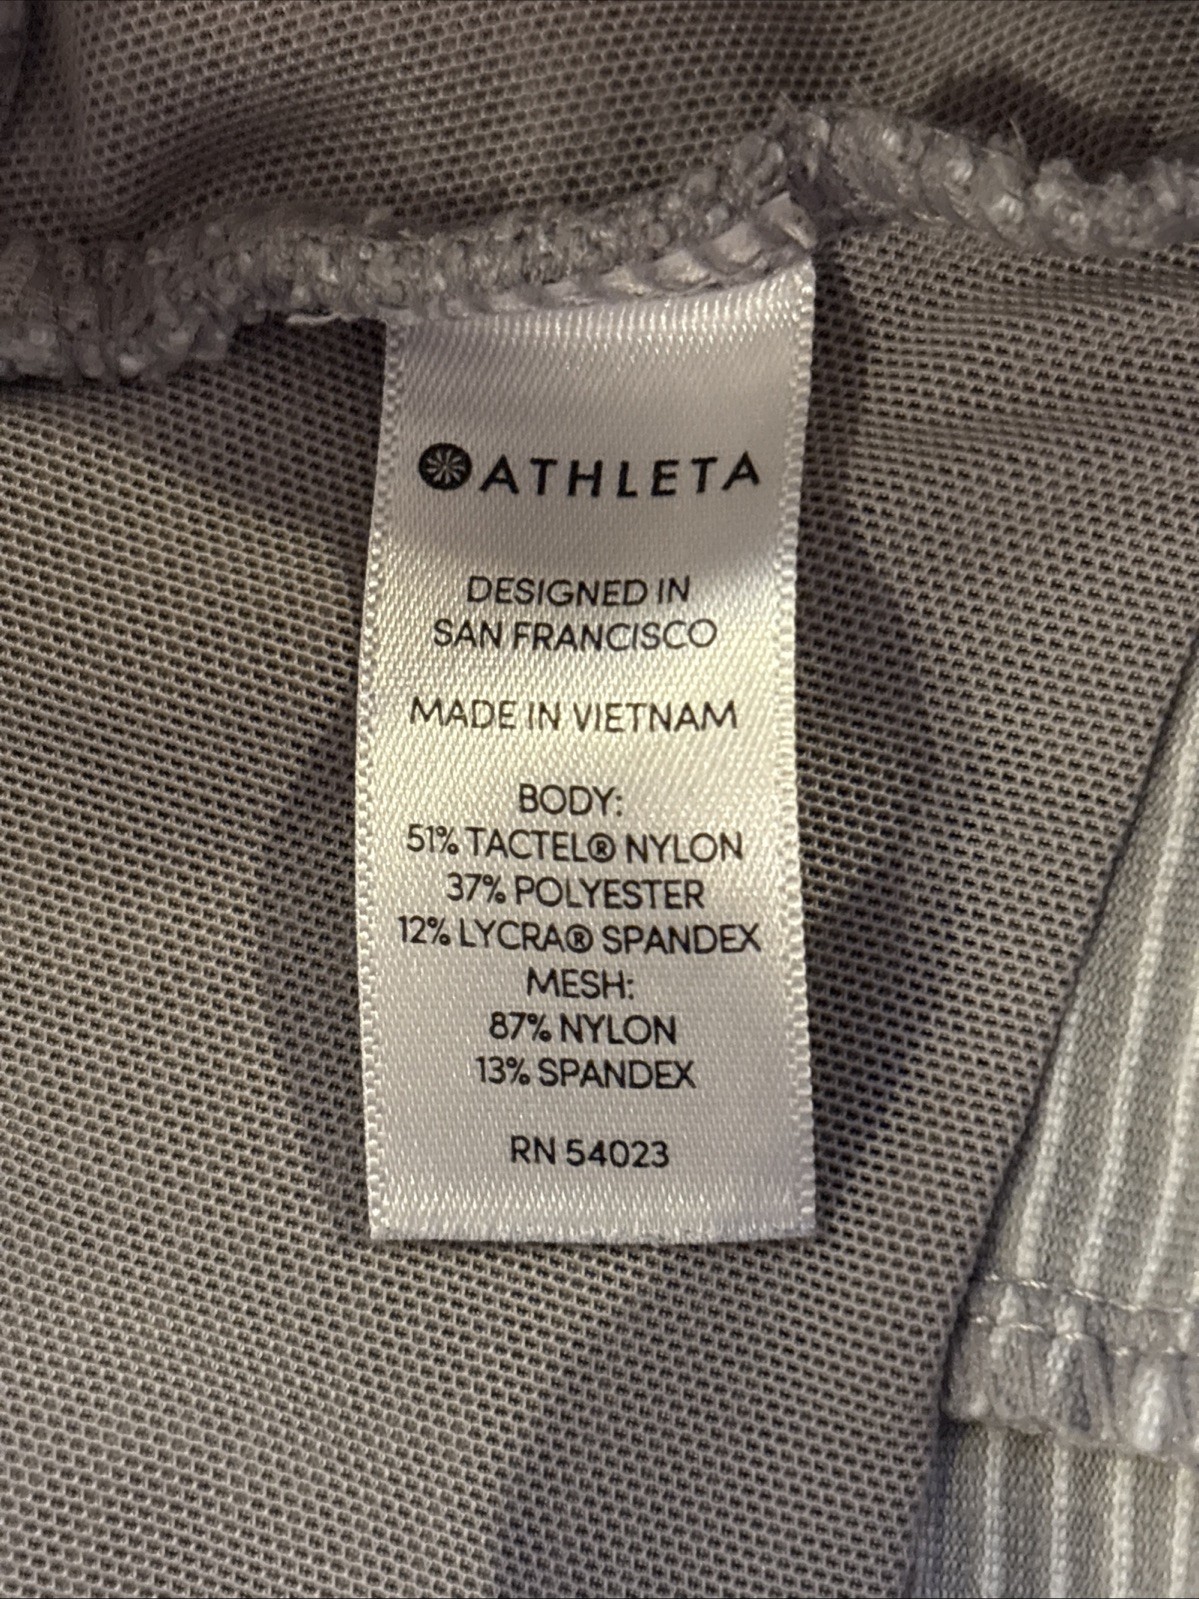 ATHLETA
DESIGNED IN
SAN FRANCISCO
MADE IN VIETNAM
BODY:
51% TACTEL® NYLON
37% POLYESTER
12% LYCRA® SPANDEX
MESH:
87% NYLON
13% SPANDEX
RN 54023